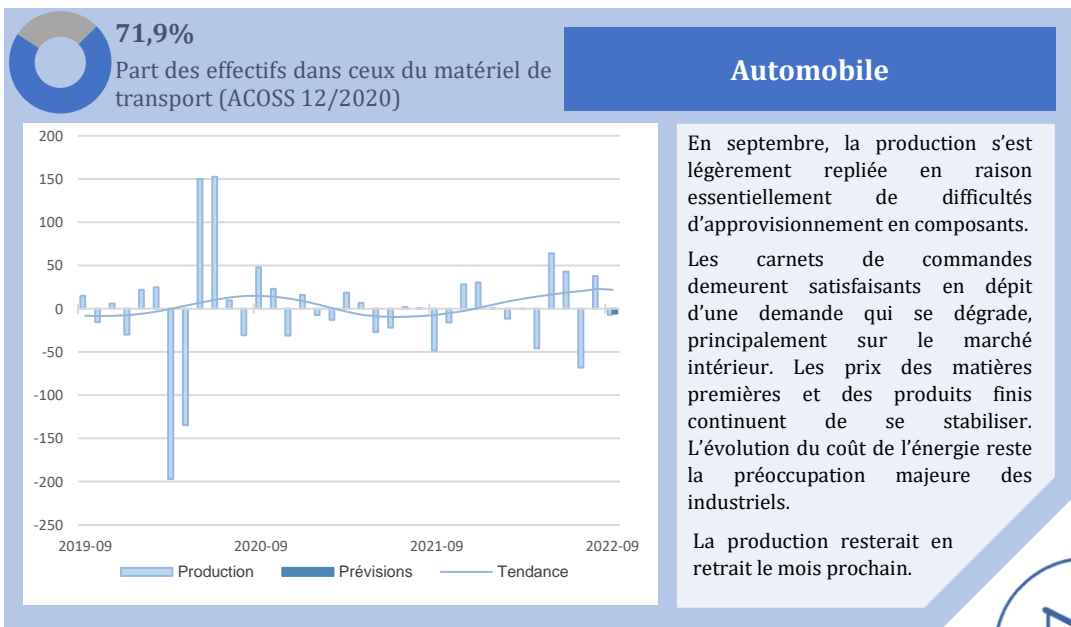 71,9%
Part des effectifs dans ceux du matériel de
transport (ACOSS 12/2020)
Automobile
200
150
100
50
0
-50
-100
-150
-200
-250
2019-09
2020-09
2021-09
2022-09
Production
Prévisions
Tendance
En septembre, la production s’est
légèrement repliée en raison
essentiellement de difficultés
d’approvisionnement en composants.
Les carnets de commandes
demeurent satisfaisants en dépit
d’une demande qui se dégrade,
principalement sur le marché
intérieur. Les prix des matières
premières et des produits finis
continuent de se stabiliser.
L’évolution du coût de l’énergie reste
la préoccupation majeure des
industriels.
La production resterait en
retrait le mois prochain.